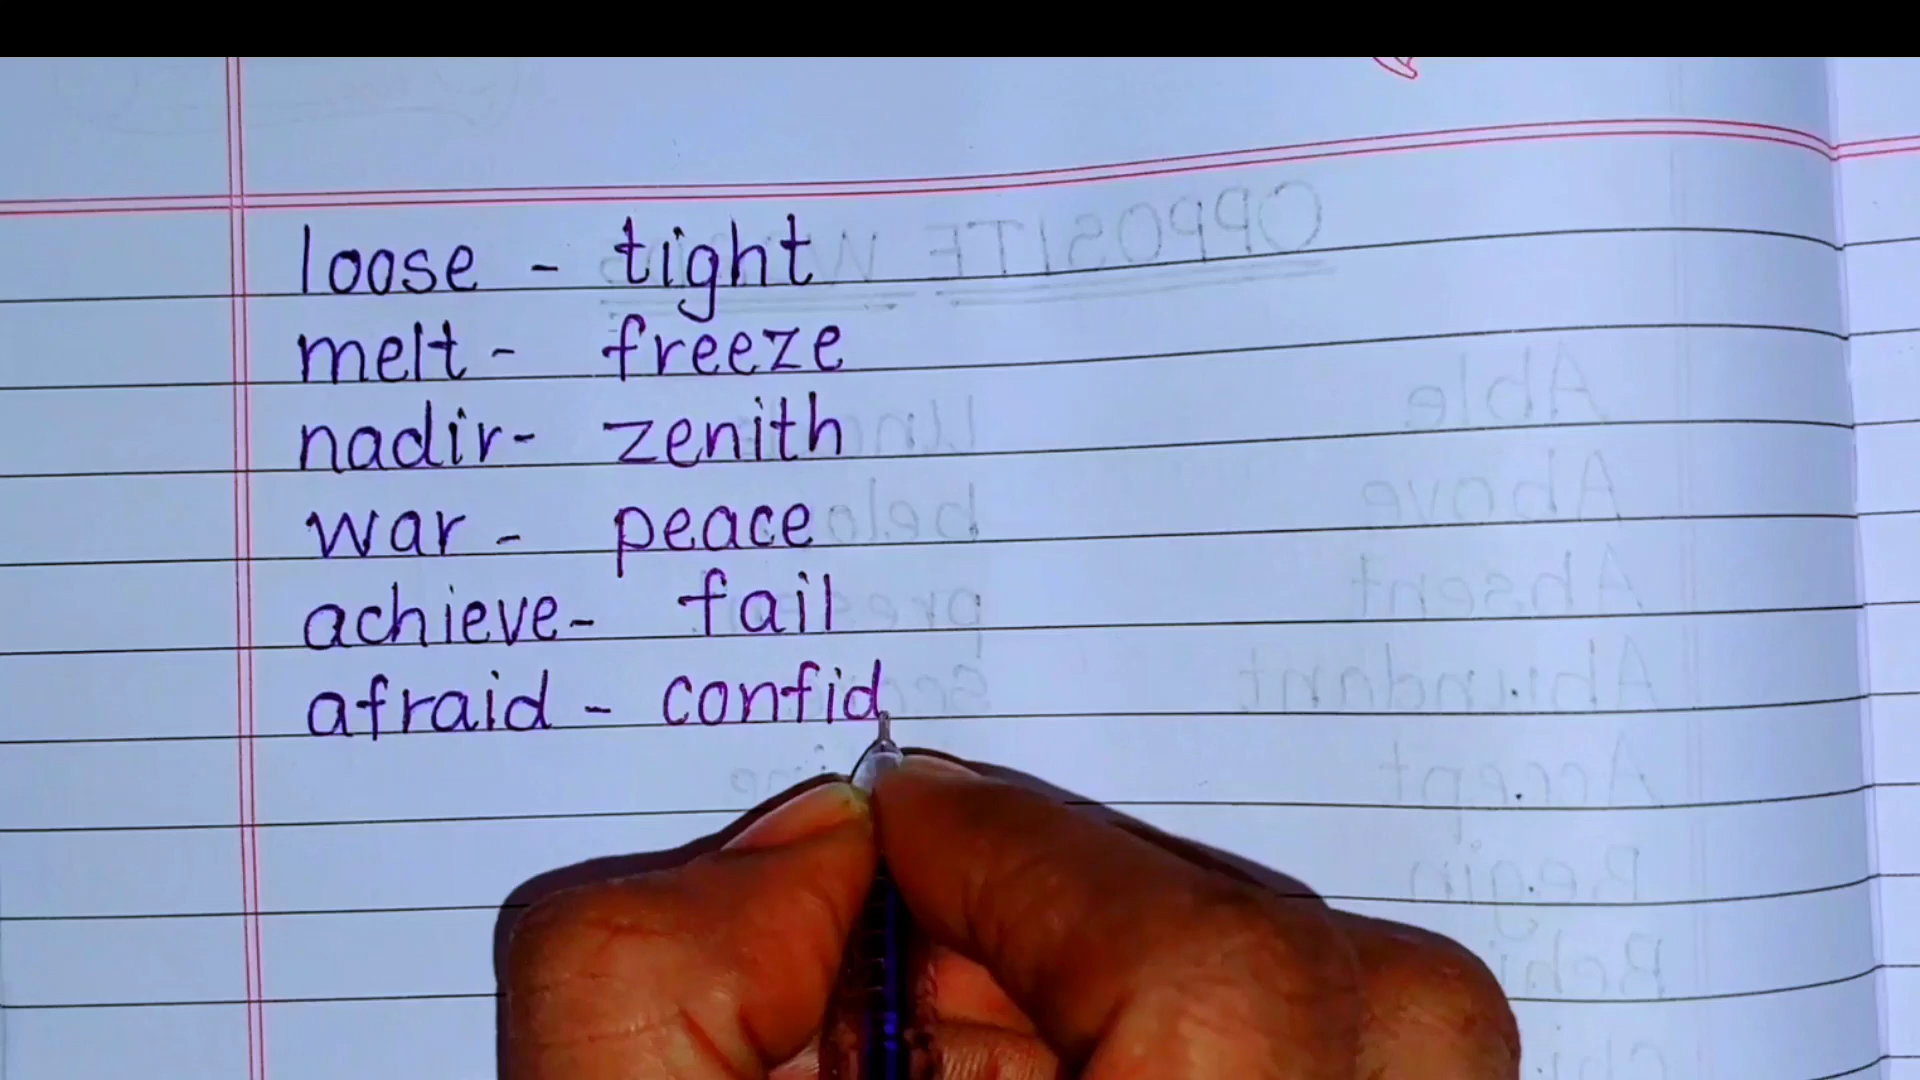 loose - tight
melt - freeze
nadir - zenith
war - peace
achieve - fail
afraid - confid